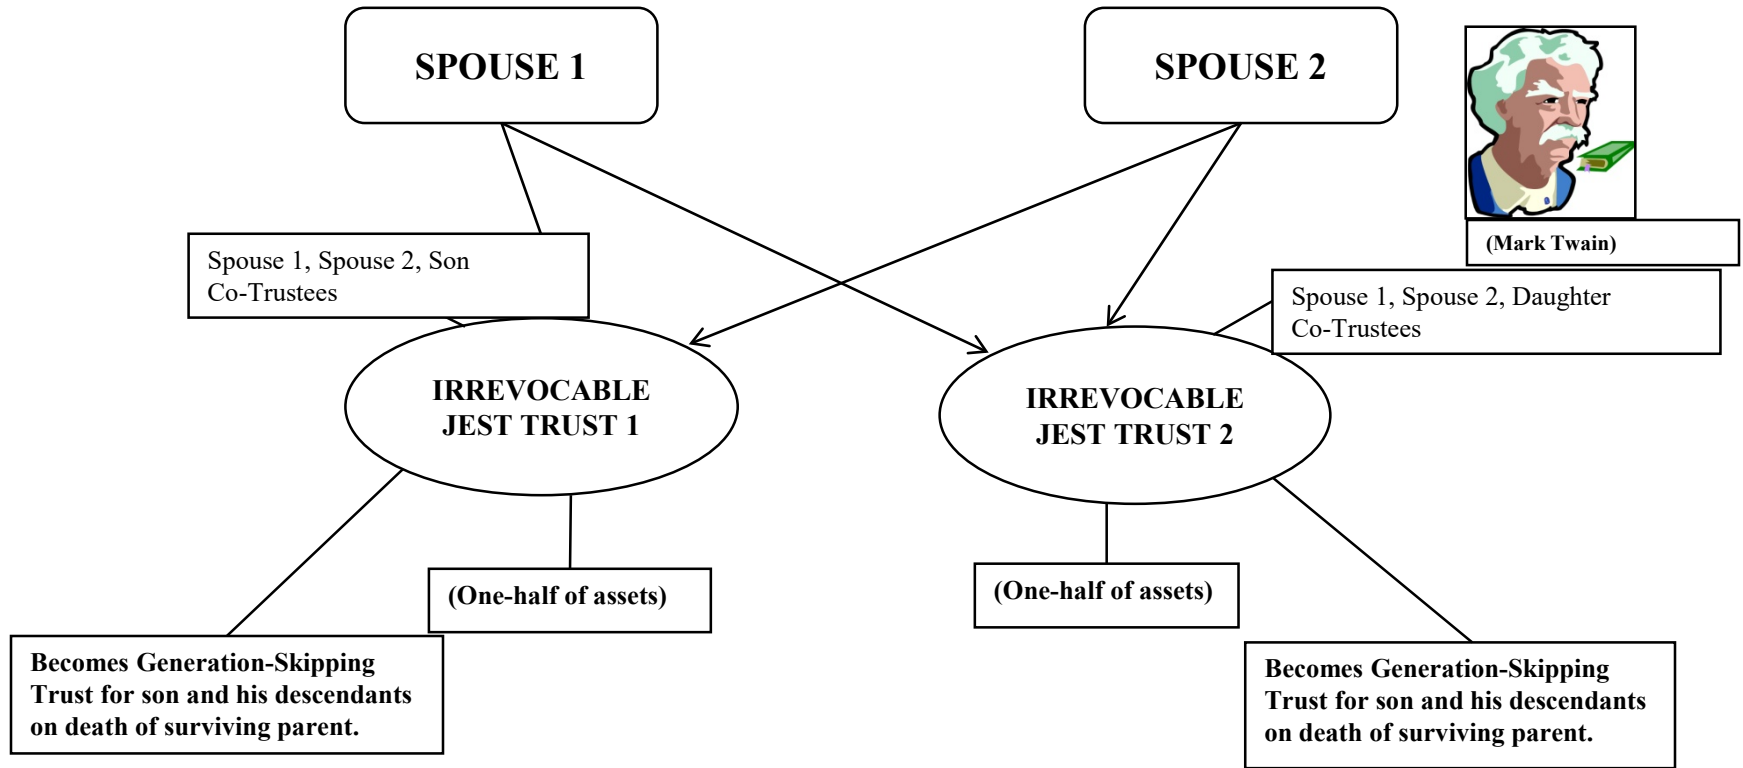 SPOUSE 1
SPOUSE 2
(Mark Twain)
Spouse 1, Spouse 2, Son
Co-Trustees
Spouse 1, Spouse 2, Daughter
Co-Trustees
IRREVOCABLE
JEST TRUST 1
IRREVOCABLE
JEST TRUST 2
(One-half of assets)
(One-half of assets)
Becomes Generation-Skipping
Trust for son and his descendants
on death of surviving parent.
Becomes Generation-Skipping
Trust for son and his descendants
on death of surviving parent.